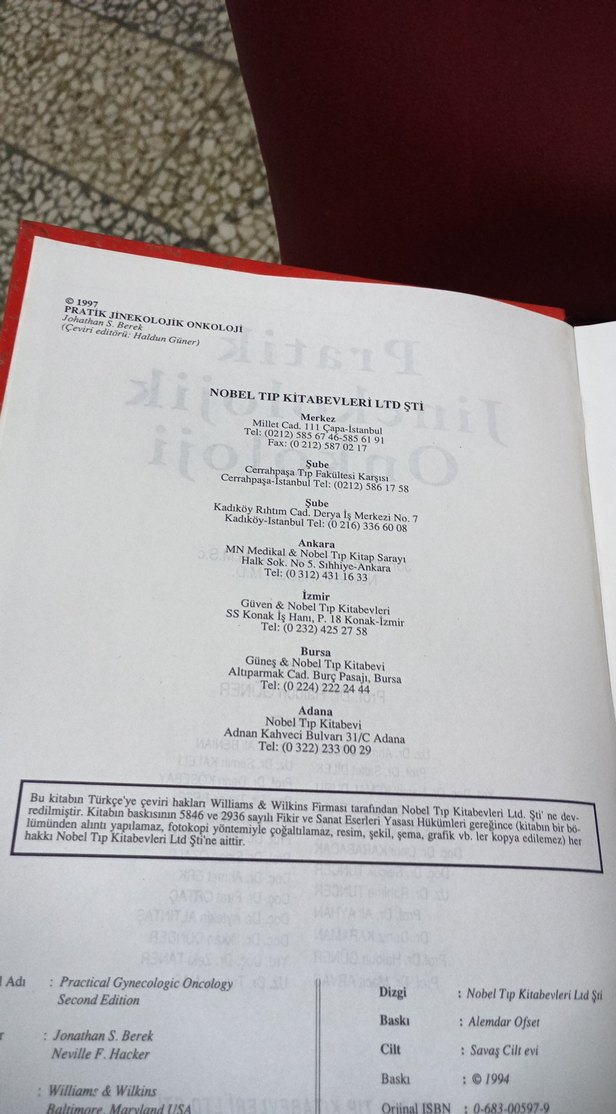 © 1997
PRATİK JİNEKOLOJİK ONKOLOJİ
Johathan S. Berek
(Çeviri editörü: Haldun Güner)
Pratik
Jinekolojik
Onkoloji
NOBEL TIP KİTABEVLERİ LTD ŞTİ
Merkez
Millet Cad. 111 Çapa-İstanbul
Tel: (0212) 585 67 46-585 61 91
Fax: (0 212) 587 02 17
Şube
Cerrahpaşa Tıp Fakültesi Karşısı
Cerrahpaşa-İstanbul Tel: (0212) 586 17 58
Şube
Kadıköy Rıhtım Cad. Derya İş Merkezi No. 7
Kadıköy-Istanbul Tel: (0 216) 336 60 08
Ankara
MN Medikal & Nobel Tıp Kitap Sarayı
Halk Sok. No 5. Sıhhiye-Ankara
Tel: (0 312) 431 16 33
İzmir
Güven & Nobel Tıp Kitabevleri
SS Konak İş Hanı, P. 18 Konak-İzmir
Tel: (0 232) 425 27 58
Bursa
Güneş & Nobel Tıp Kitabevi
Altıparmak Cad. Burç Pasajı, Bursa
Tel: (0 224) 222 24 44
Adana
Nobel Tıp Kitabevi
Adnan Kahveci Bulvarı 31/C Adana
Tel: (0 322) 233 00 29
Bu kitabın Türkçe'ye çeviri hakları Williams & Wilkins Firması tarafından Nobel Tıp Kitabevleri Ltd. Şti' ne dev-
redilmiştir. Kitabın baskısının 5846 ve 2936 sayılı Fikir ve Sanat Eserleri Yasası Hükümleri gereğince (kitabın bir bö-
lümünden alıntı yapılamaz, fotokopi yöntemiyle çoğaltılamaz, resim, şekil, şema, grafik vb. ler kopya edilemez) her
hakkı Nobel Tıp Kitabevleri Ltd Şti'ne aittir.
Adı : Practical Gynecologic Oncology
Second Edition
: Jonathan S. Berek
Neville F. Hacker
: Williams & Wilkins
Baltimore, Maryland USA
Dizgi : Nobel Tıp Kitabevleri Ltd Şti
Baskı : Alemdar Ofset
Cilt : Savaş Cilt evi
Baskı : © 1994
Orijinal ISBN : 0-683-00597-9